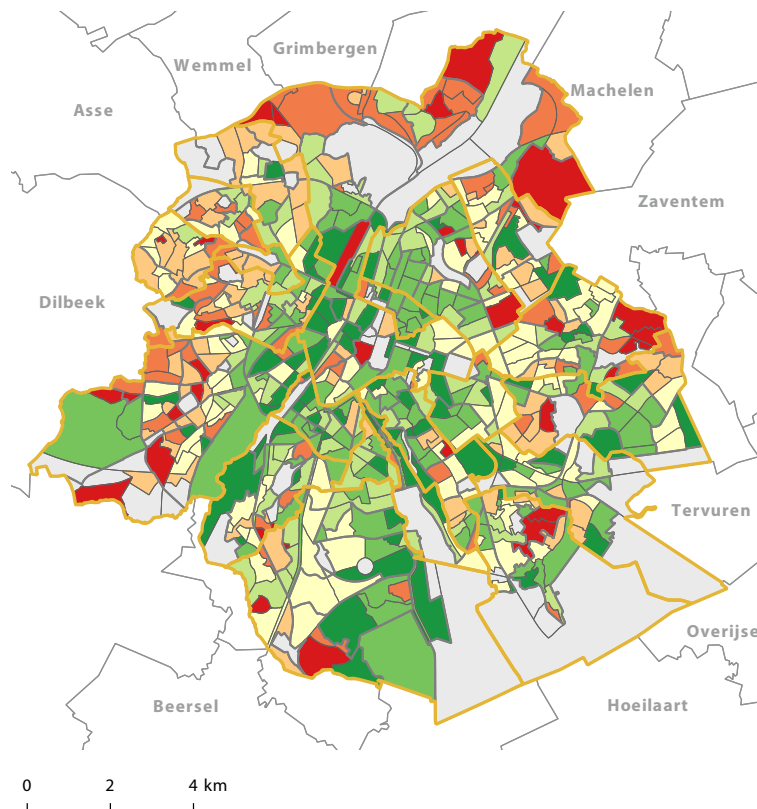 Grimbergen
Wemmel
Machelen
Asse
Zaventem
Dilbeek
Tervuren
Overijse
Beersel
Hoeilaart
0 2 4 km